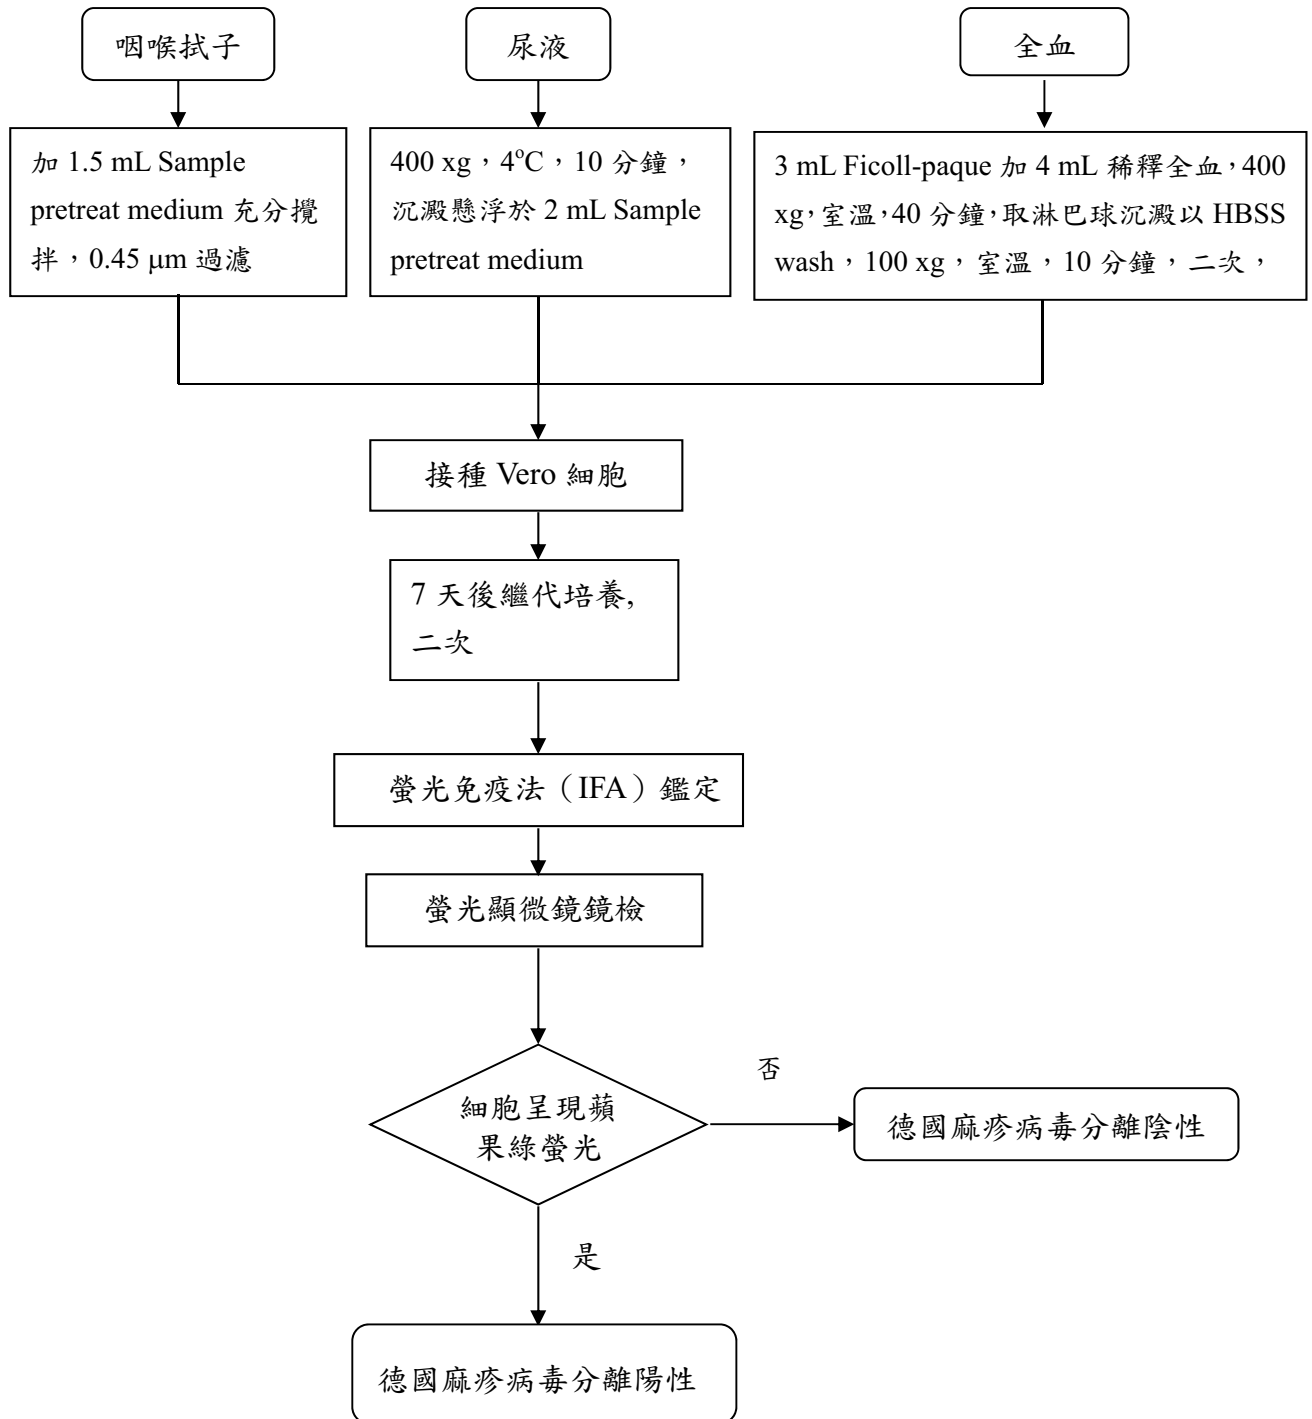 咽喉拭子
尿液
全血
加 1.5 mL Sample
pretreat medium 充分攪
拌，0.45 μm 過濾
400 xg，4°C，10 分鐘，
沉澱懸浮於 2 mL Sample
pretreat medium
3 mL Ficoll-paque 加 4 mL 稀釋全血，400
xg，室溫，40 分鐘，取淋巴球沉澱以 HBSS
wash，100 xg，室溫，10 分鐘，二次，
接種 Vero 細胞
7 天後繼代培養,
二次
螢光免疫法（IFA）鑑定
螢光顯微鏡鏡檢
細胞呈現蘋
果綠螢光
否
德國麻疹病毒分離陰性
是
德國麻疹病毒分離陽性